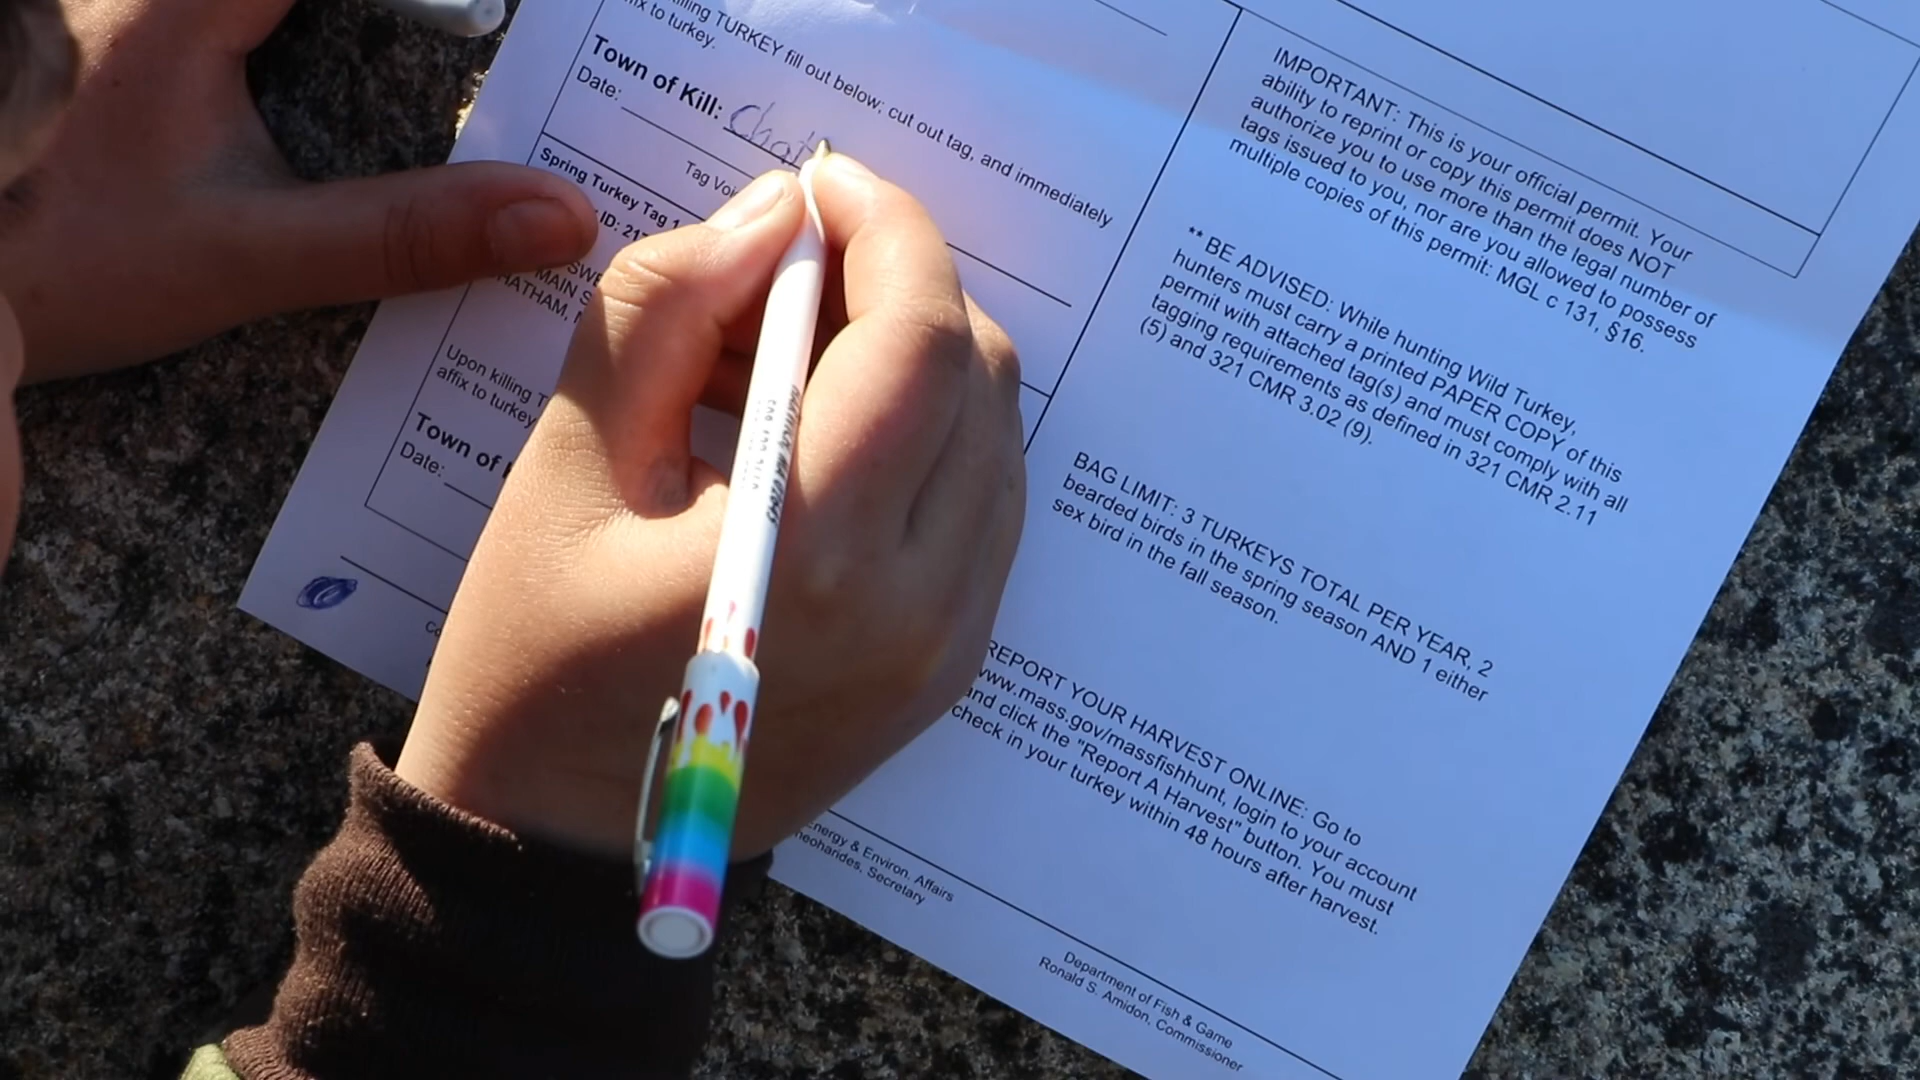 killing TURKEY fill out below; cut out tag, and immediately
affix to turkey.
Town of Kill: Chat
Date:
Tag
Spring Turkey Tag 1
ID: 217
MAIN
HATHAM,
Upon killing
affix to turkey
Town of
Date:
IMPORTANT: This is your official permit. Your
ability to reprint or copy this permit does NOT
authorize you to use more than the legal number of
tags issued to you, nor are you allowed to possess
multiple copies of this permit: MGL c 131, §16.
** BE ADVISED: While hunting Wild Turkey,
hunters must carry a printed PAPER COPY of this
permit with attached tag(s) and must comply with all
tagging requirements as defined in 321 CMR 2.11
(5) and 321 CMR 3.02 (9).
BAG LIMIT: 3 TURKEYS TOTAL PER YEAR, 2
bearded birds in the spring season AND 1 either
sex bird in the fall season.
REPORT YOUR HARVEST ONLINE: Go to
www.mass.gov/massfishhunt, login to your account
and click the "Report A Harvest" button. You must
check in your turkey within 48 hours after harvest.
Energy & Environ. Affairs
neoharides, Secretary
Department of Fish & Game
Ronald S. Amidon, Commissioner